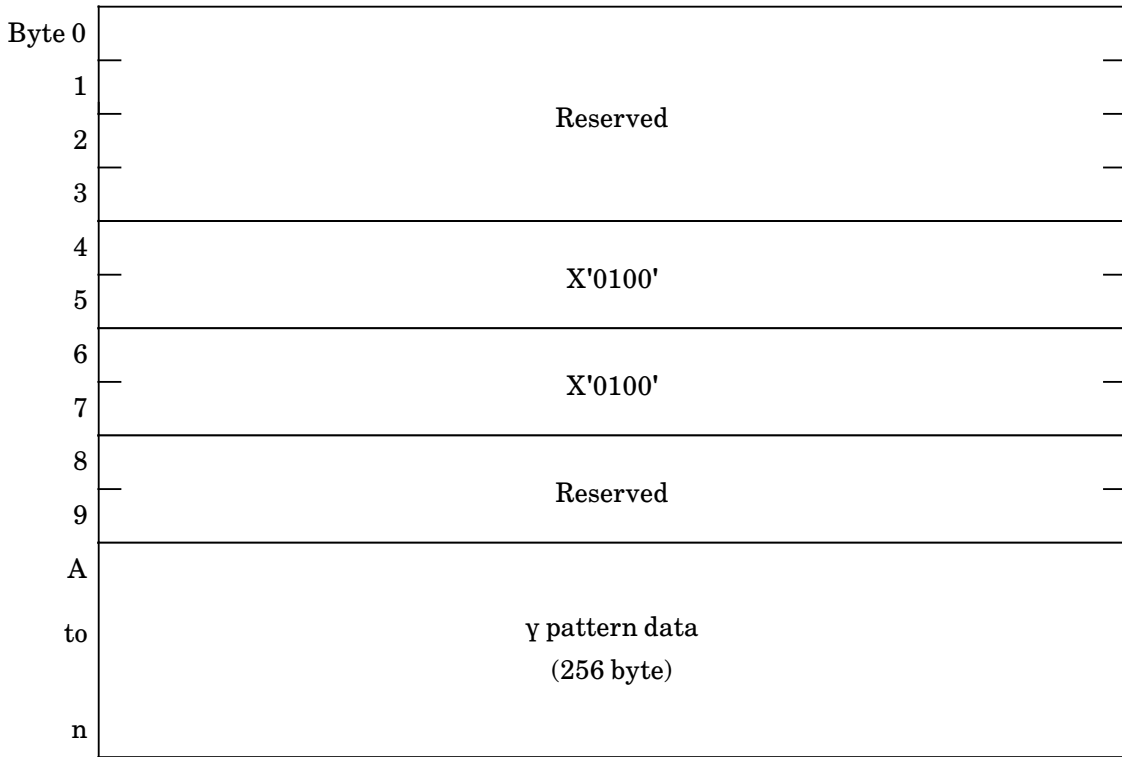 Byte 0
1
2
3
Reserved
4
5
X'0100'
6
7
X'0100'
8
9
Reserved
A
to
n
γ pattern data
(256 byte)